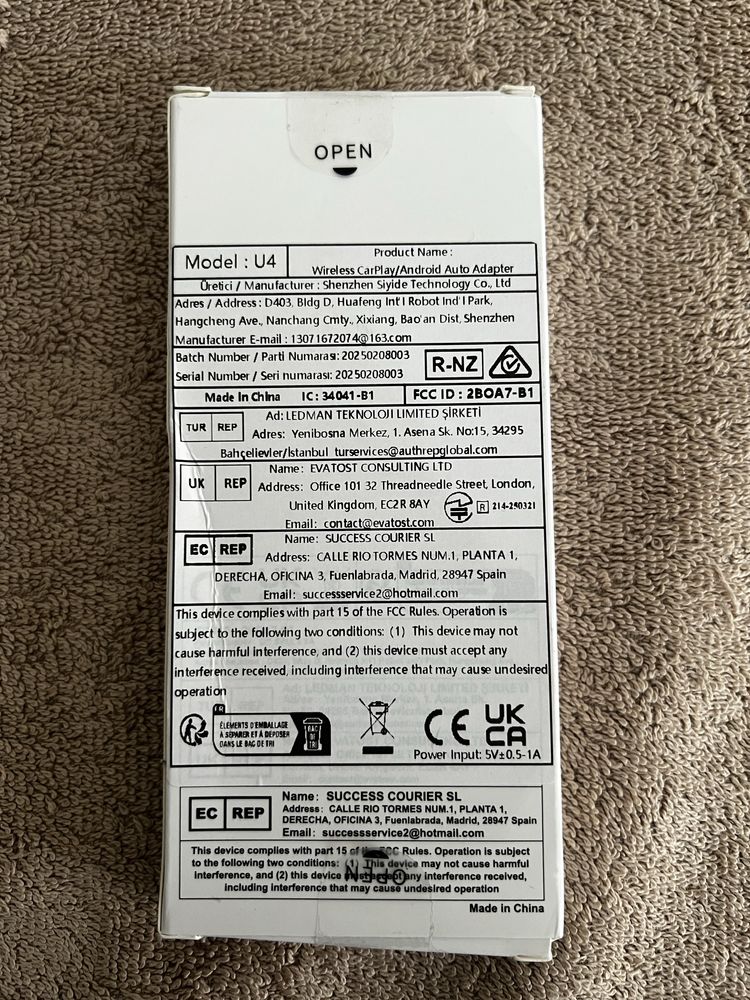 OPEN
Model : U4
Product Name :
Wireless CarPlay/Android Auto Adapter
Üretici / Manufacturer : Shenzhen Siyide Technology Co., Ltd
Adres / Address : D403, Bldg D, Huafeng Int'l Robot Ind'l Park,
Hangcheng Ave., Nanchang Cmty., Xixiang, Bao'an Dist, Shenzhen
Manufacturer E-mail : 13071672074@163.com
Batch Number / Parti Numarası: 20250208003
Serial Number / Seri numarası: 20250208003
R-NZ
Made In China IC : 34041-B1 FCC ID : 2BOA7-B1
TUR REP
Ad: LEDMAN TEKNOLOJI LIMITED ŞİRKETİ
Adres: Yenibosna Merkez, 1. Asena Sk. No:15, 34295
Bahçelievler/İstanbul turservices@authrepglobal.com
UK REP
Name: EVATOST CONSULTING LTD
Address: Office 101 32 Threadneedle Street, London,
United Kingdom, EC2R 8AY
R 214-250321
Email: contact@evatost.com
EC REP
Name: SUCCESS COURIER SL
Address: CALLE RIO TORMES NUM.1, PLANTA 1,
DERECHA, OFICINA 3, Fuenlabrada, Madrid, 28947 Spain
Email: successservice2@hotmail.com
This device complies with part 15 of the FCC Rules. Operation is
subject to the following two conditions: (1) This device may not
cause harmful interference, and (2) this device must accept any
interference received, including interference that may cause undesired
operation
FR
ÉLÉMENTS D'EMBALLAGE
À SÉPARER ET À DÉPOSER
DANS LE BAC DE TRI
BAC
DE
TRI
CE
UK
CA
Power Input: 5V±0.5-1A
EC REP
Name: SUCCESS COURIER SL
Address: CALLE RIO TORMES NUM.1, PLANTA 1,
DERECHA, OFICINA 3, Fuenlabrada, Madrid, 28947 Spain
Email: successservice2@hotmail.com
This device complies with part 15 of the FCC Rules. Operation is subject
to the following two conditions: This device may not cause harmful
interference, and (2) this device must accept any interference received,
including interference that may cause undesired operation
OPEN
Made in China